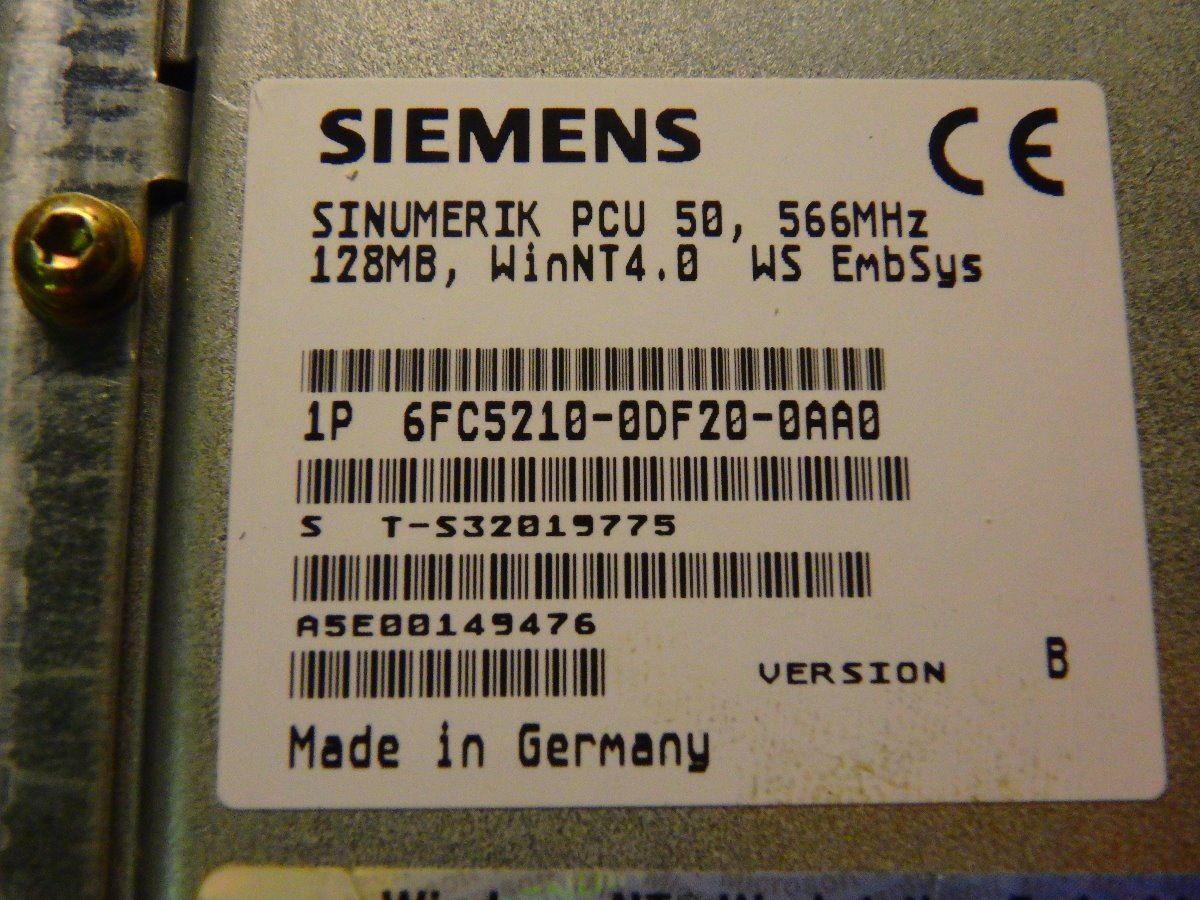 SIEMENS CE
SINUMERIK PCU 50, 566MHz
128MB, WinNT4.0 WS EmbSys
1P 6FC5210-0DF20-0AA0
S T-S32019775
A5E00149476
VERSION B
Made in Germany